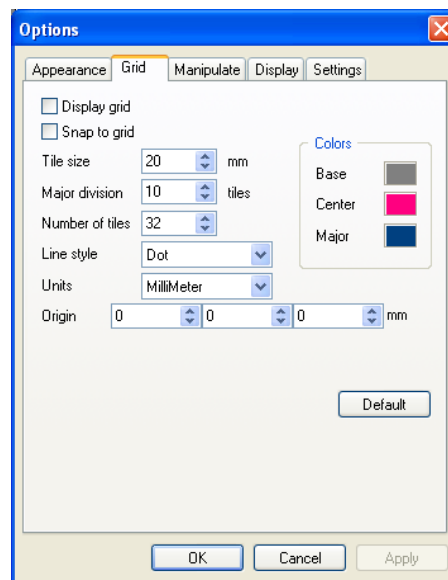 Options
Appearance Grid Manipulate Display Settings
Display grid
Snap to grid
Tile size 20 mm
Major division 10 tiles
Number of tiles 32
Line style Dot
Units MilliMeter
Origin 0 0 0 mm
Colors
Base
Center
Major
Default
OK Cancel Apply